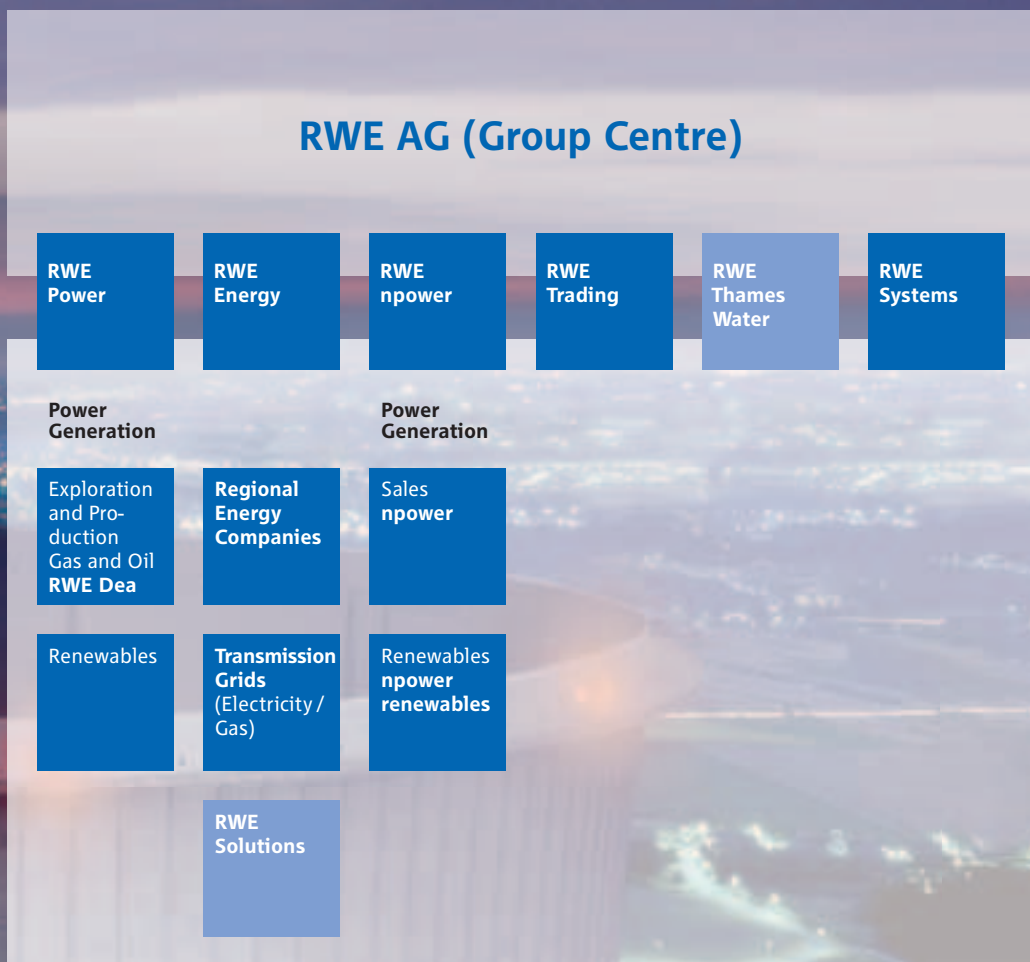 RWE AG (Group Centre)
RWE
Power
RWE
Energy
RWE
npower
RWE
Trading
RWE
Thames
Water
RWE
Systems
Power
Generation
Power
Generation
Exploration
and Pro-
duction
Gas and Oil
RWE Dea
Regional
Energy
Companies
Sales
npower
Renewables
Transmission
Grids
(Electricity /
Gas)
Renewables
npower
renewables
RWE
Solutions